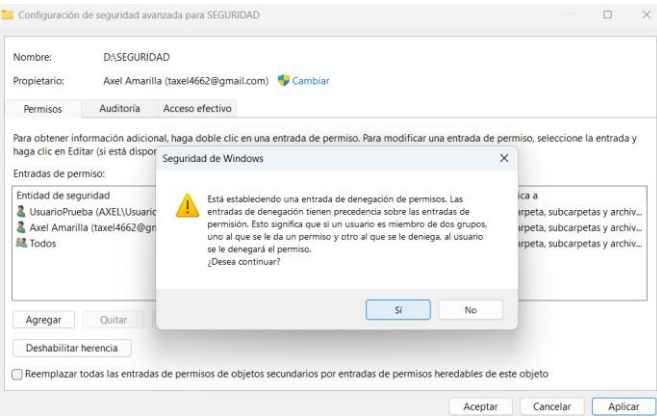 Configuración de seguridad avanzada para SEGURIDAD
Nombre: D:\SEGURIDAD
Propietario: Axel Amarilla (taxel4662@gmail.com) Cambiar
Permisos Auditoría Acceso efectivo
Para obtener información adicional, haga doble clic en una entrada de permiso. Para modificar una entrada de permiso, seleccione la entrada y
haga clic en Editar (si está
Entradas de permiso:
Entidad de seguridad
UsuarioPrueba (AXEL\Usuario
arpeta, subcarpetas y archiv...
Axel Amarilla (taxel4662@gm
arpeta, subcarpetas y archiv...
Todos
arpeta, subcarpetas y archiv...
Seguridad de Windows
Está estableciendo una entrada de denegación de permisos. Las
entradas de denegación tienen precedencia sobre las entradas de
permisión. Esto significa que si un usuario es miembro de dos grupos,
uno al que se le da un permiso y otro al que se le deniega, al usuario
se le denegará el permiso.
¿Desea continuar?
Sí No
Agregar Quitar
Deshabilitar herencia
Reemplazar todas las entradas de permisos de objetos secundarios por entradas de permisos heredables de este objeto
Aceptar Cancelar Aplicar